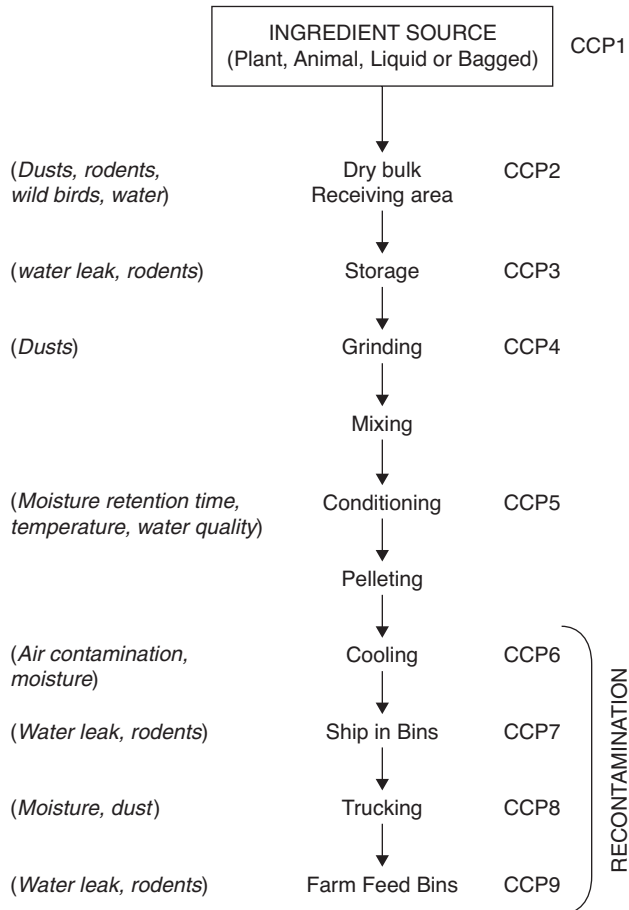 INGREDIENT SOURCE
(Plant, Animal, Liquid or Bagged)
CCP1
(Dusts, rodents,
wild birds, water)
Dry bulk
Receiving area
CCP2
(water leak, rodents)
Storage
CCP3
(Dusts)
Grinding
CCP4
Mixing
(Moisture retention time,
temperature, water quality)
Conditioning
CCP5
Pelleting
(Air contamination,
moisture)
Cooling
CCP6
(Water leak, rodents)
Ship in Bins
CCP7
(Moisture, dust)
Trucking
CCP8
(Water leak, rodents)
Farm Feed Bins
CCP9
RECONTAMINATION